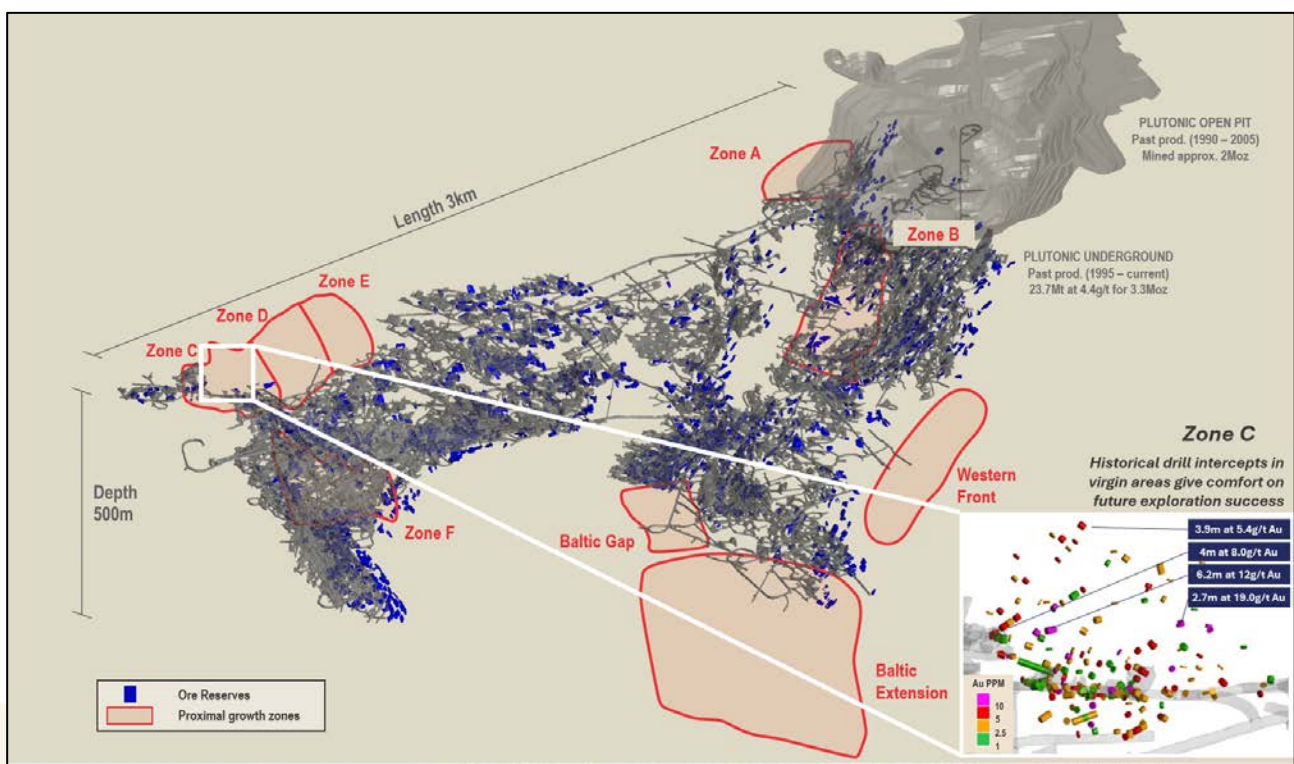 PLUTONIC OPEN PIT
Past prod. (1990 – 2005)
Mined approx. 2Moz
Zone A
Length 3km
Zone B
PLUTONIC UNDERGROUND
Past prod. (1995 – current)
23.7Mt at 4.4g/t for 3.3Moz
Zone E
Zone D
Zone C
Depth
500m
Zone F
Western
Front
Baltic Gap
Baltic
Extension
Zone C
Historical drill intercepts in
virgin areas give comfort on
future exploration success
3.9m at 5.4g/t Au
4m at 8.0g/t Au
6.2m at 12g/t Au
2.7m at 19.0g/t Au
Au PPM
10
5
2.5
1
Ore Reserves
Proximal growth zones